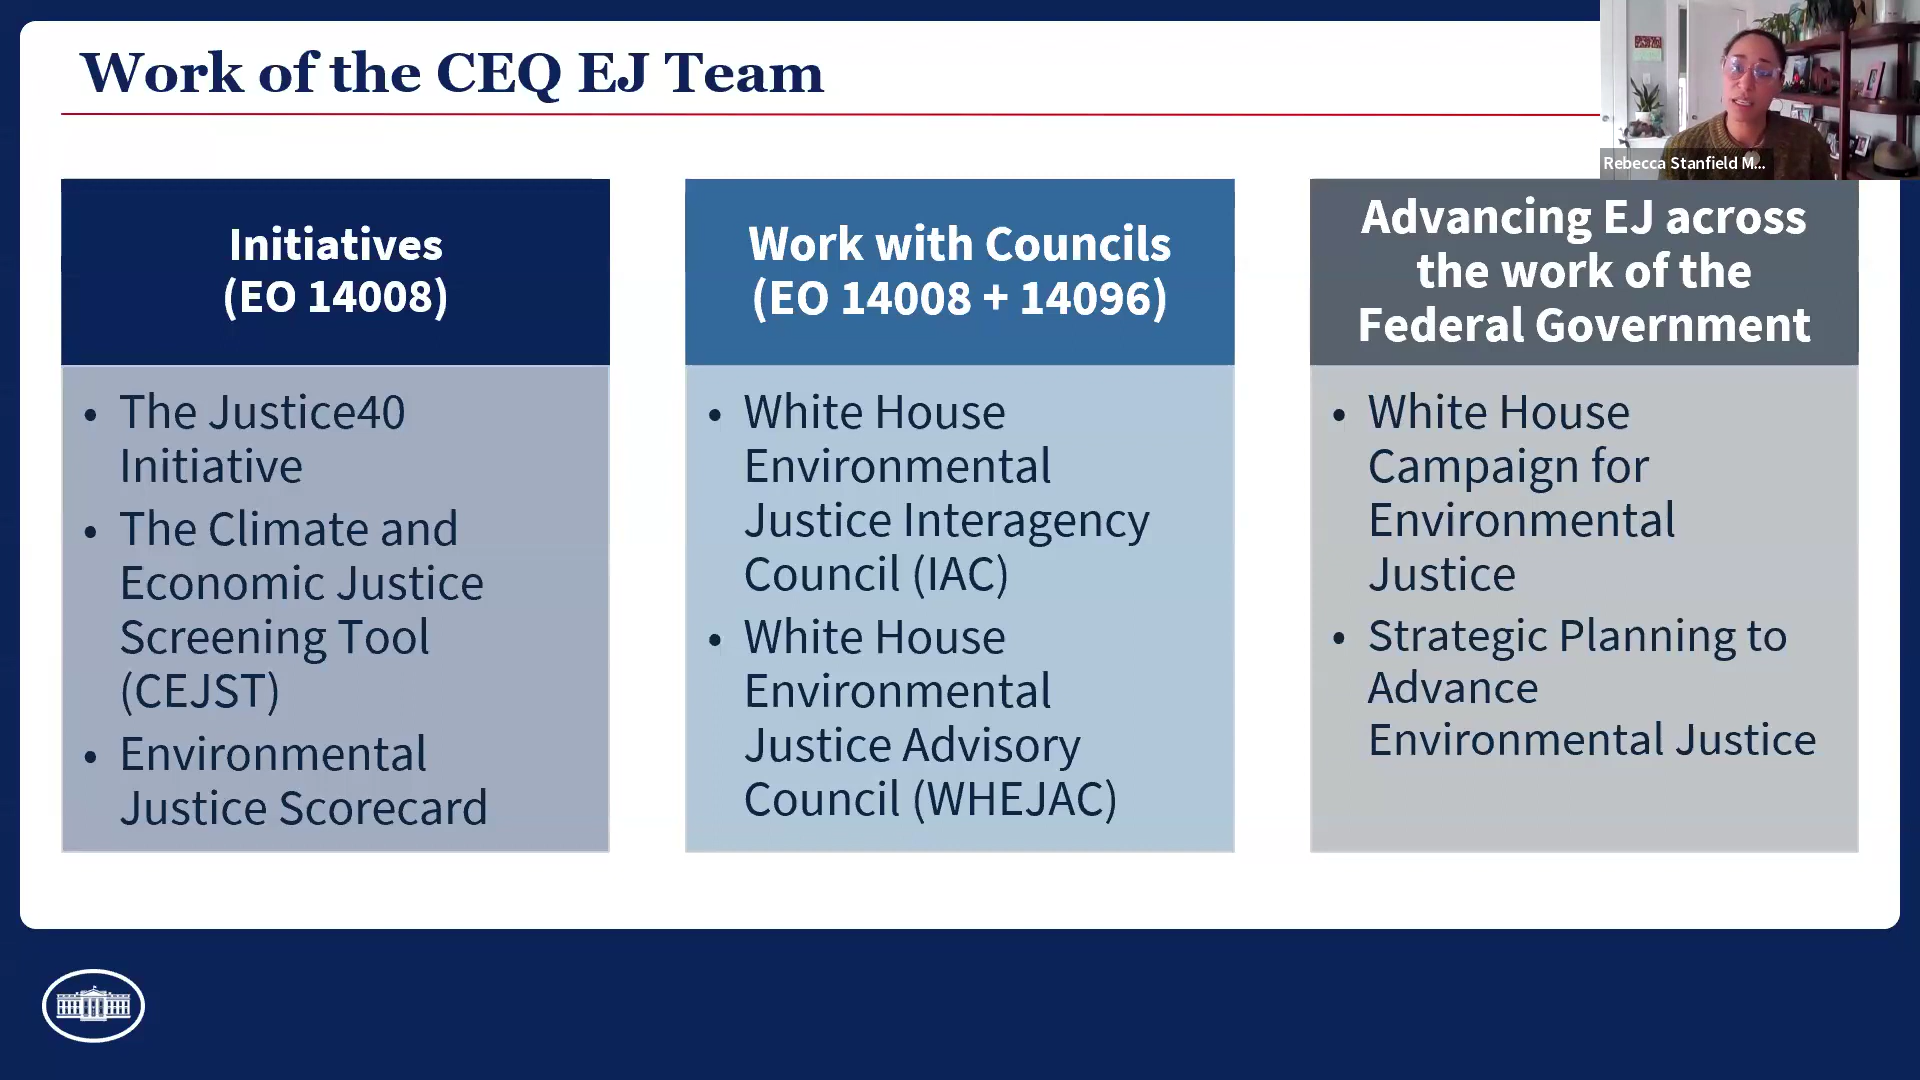 Work of the CEQ EJ Team
Rebecca Stanfield M...
Initiatives
(EO 14008)
• The Justice40
Initiative
• The Climate and
Economic Justice
Screening Tool
(CEJST)
• Environmental
Justice Scorecard
Work with Councils
(EO 14008 + 14096)
• White House
Environmental
Justice Interagency
Council (IAC)
• White House
Environmental
Justice Advisory
Council (WHEJAC)
Advancing EJ across
the work of the
Federal Government
• White House
Campaign for
Environmental
Justice
• Strategic Planning to
Advance
Environmental Justice